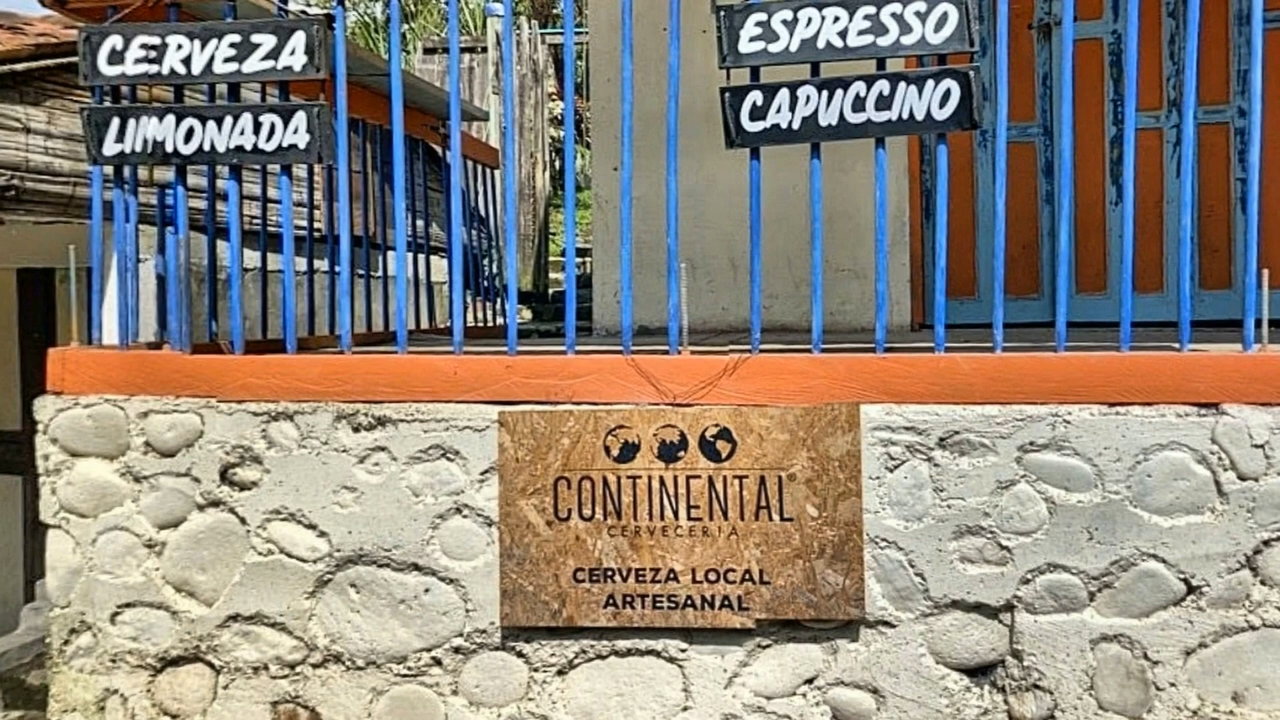 CERVEZA
LIMONADA
ESPRESSO
CAPUCCINO
CONTINENTAL®
CERVECERIA
CERVEZA LOCAL
ARTESANAL